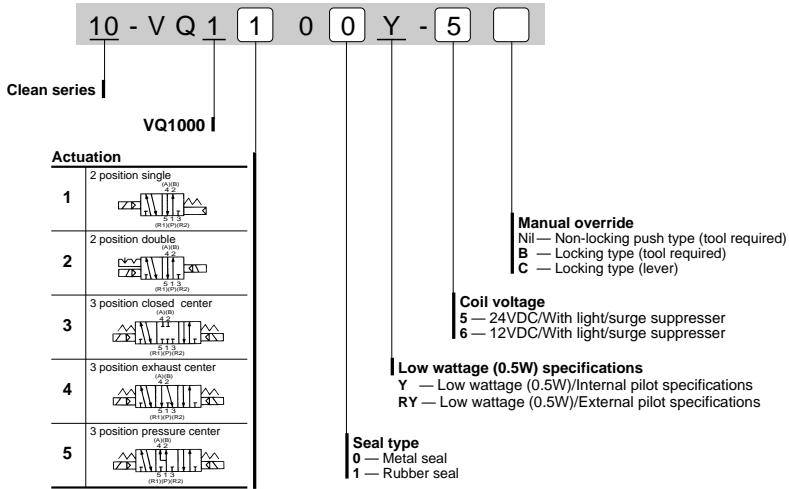 10 - V Q 1 1 0 0 Y - 5
Clean series
VQ1000
Actuation
1
2 position single
(A)(B)
4 2
5 1 3
(R1)(P)(R2)
2
2 position double
(A)(B)
4 2
5 1 3
(R1)(P)(R2)
3
3 position closed center
(A)(B)
4 2
5 1 3
(R1)(P)(R2)
4
3 position exhaust center
(A)(B)
4 2
5 1 3
(R1)(P)(R2)
5
3 position pressure center
(A)(B)
4 2
5 1 3
(R1)(P)(R2)
Seal type
0 — Metal seal
1 — Rubber seal
Low wattage (0.5W) specifications
Y — Low wattage (0.5W)/Internal pilot specifications
RY — Low wattage (0.5W)/External pilot specifications
Coil voltage
5 — 24VDC/With light/surge suppresser
6 — 12VDC/With light/surge suppresser
Manual override
Nil — Non-locking push type (tool required)
B — Locking type (tool required)
C — Locking type (lever)